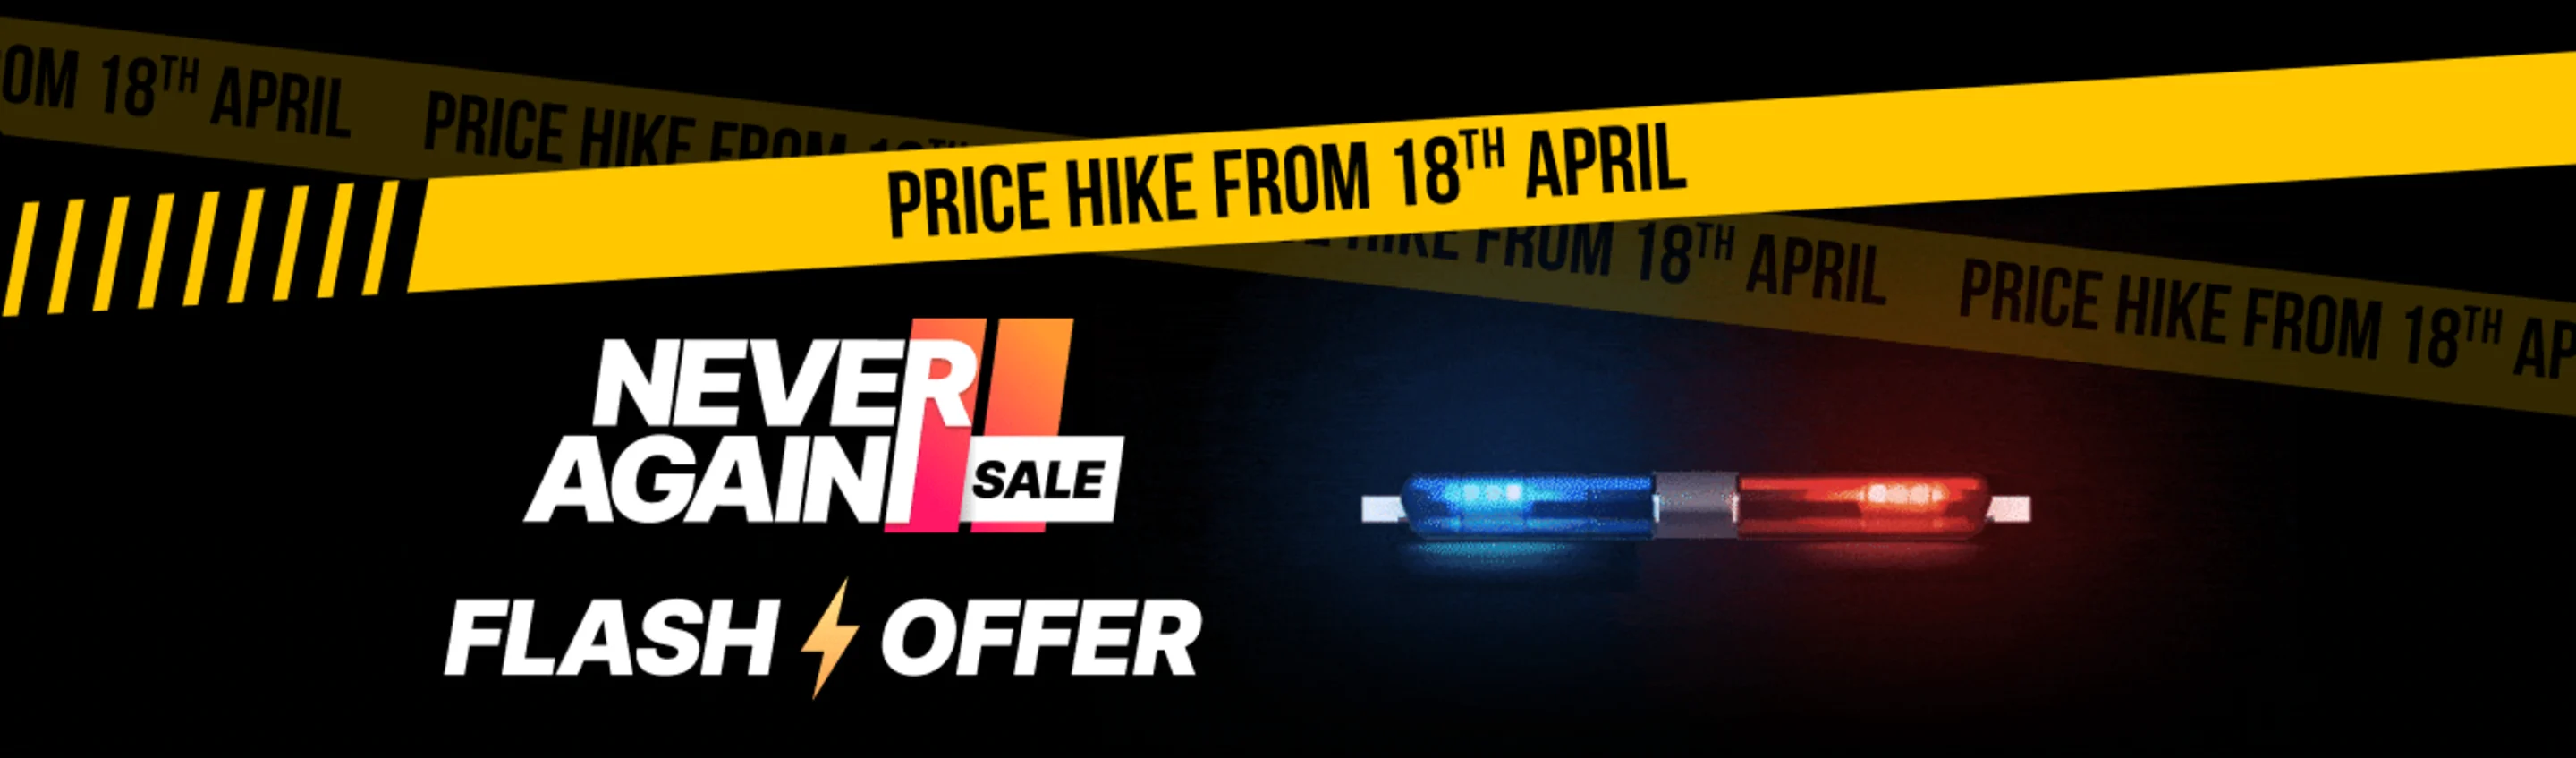 OM 18TH APRIL PRICE HIKE FROM 18TH
PRICE HIKE FROM 18TH APRIL
HIKE FROM 18TH APRIL PRICE HIKE FROM 18TH AP
NEVER
AGAIN
SALE
FLASH OFFER